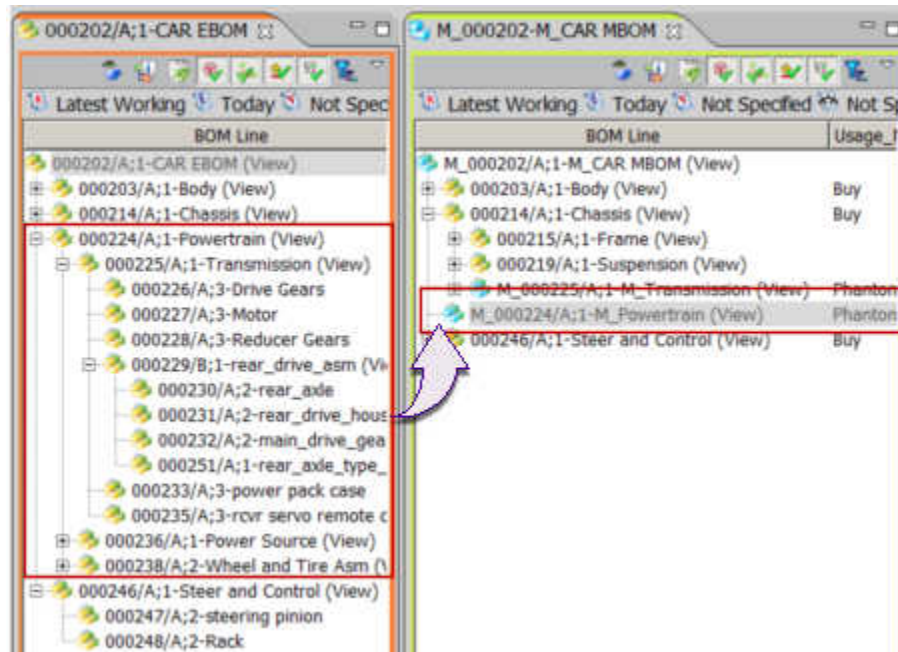 000202/A;1-CAR EBOM
Latest Working Today Not Spec
BOM Line
000202/A;1-CAR EBOM (View)
000203/A;1-Body (View)
000214/A;1-Chassis (View)
000224/A;1-Powertrain (View)
000225/A;1-Transmission (View)
000226/A;3-Drive Gears
000227/A;3-Motor
000228/A;3-Reducer Gears
000229/B;1-rear_drive_asm (Vi
000230/A;2-rear_axle
000231/A;2-rear_drive_hous
000232/A;2-main_drive_gea
000251/A;1-rear_axle_type_
000233/A;3-power pack case
000235/A;3-rcvr servo remote c
000236/A;1-Power Source (View)
000238/A;2-Wheel and Tire Asm (V
000246/A;1-Steer and Control (View)
000247/A;2-steering pinion
000248/A;2-Rack
M_000202-M_CAR MBOM
Latest Working Today Not Specified Not Sp
BOM Line Usage_
M_000202/A;1-M_CAR MBOM (View)
000203/A;1-Body (View) Buy
000214/A;1-Chassis (View) Buy
000215/A;1-Frame (View)
000219/A;1-Suspension (View)
M_000225/A;1-M_Transmission (View) Phantom
M_000224/A;1-M_Powertrain (View) Phantom
000246/A;1-Steer and Control (View) Buy